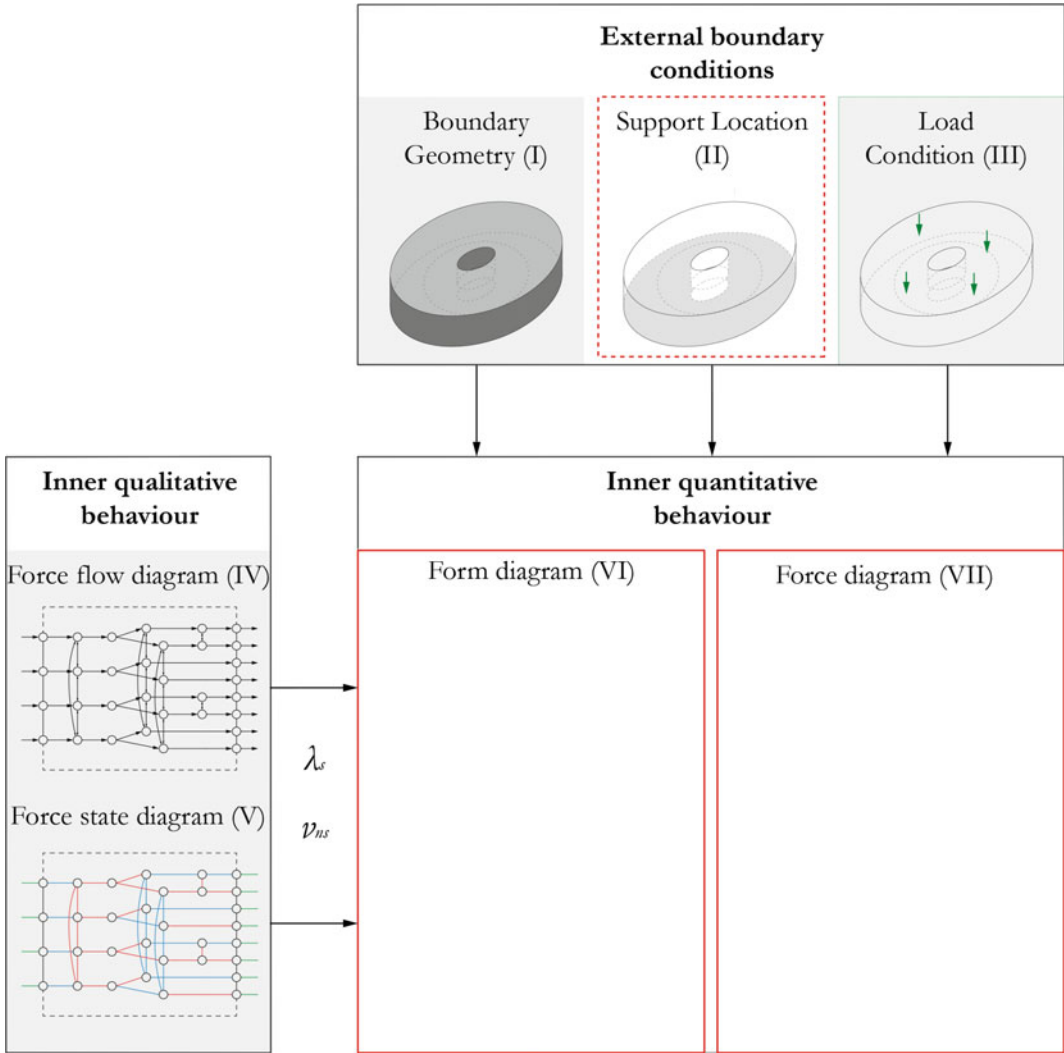 External boundary
conditions
Boundary
Geometry (I)
Support Location
(II)
Load
Condition (III)
Inner qualitative
behaviour
Force flow diagram (IV)
Force state diagram (V)
λs
νns
Inner quantitative
behaviour
Form diagram (VI)
Force diagram (VII)